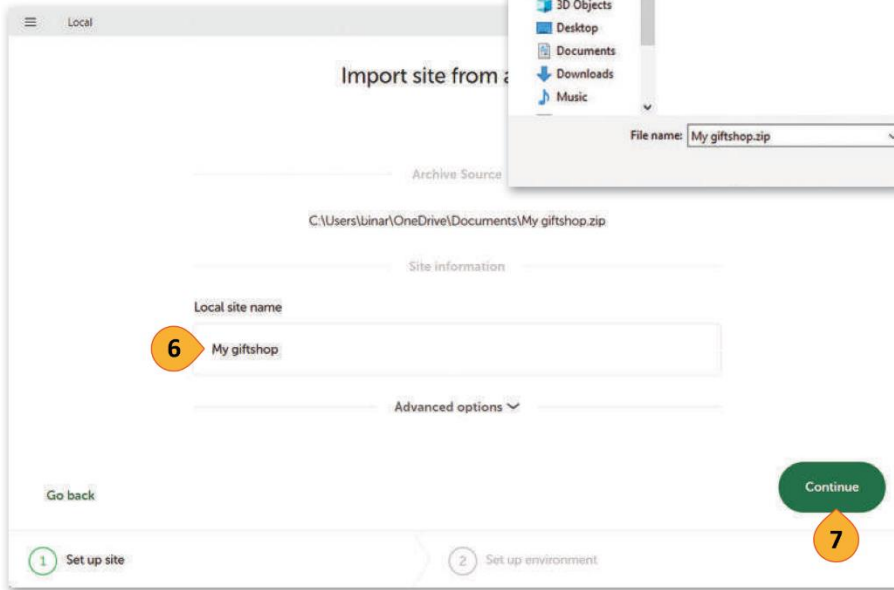 3D Objects
Local
Desktop
Documents
Import site from a
Downloads
Music
File name: My giftshop.zip
Archive Source
C:\Users\binar\OneDrive\Documents\My giftshop.zip
Site information
Local site name
6 My giftshop
Advanced options
Go back
Continue
7
1 Set up site
2 Set up environment